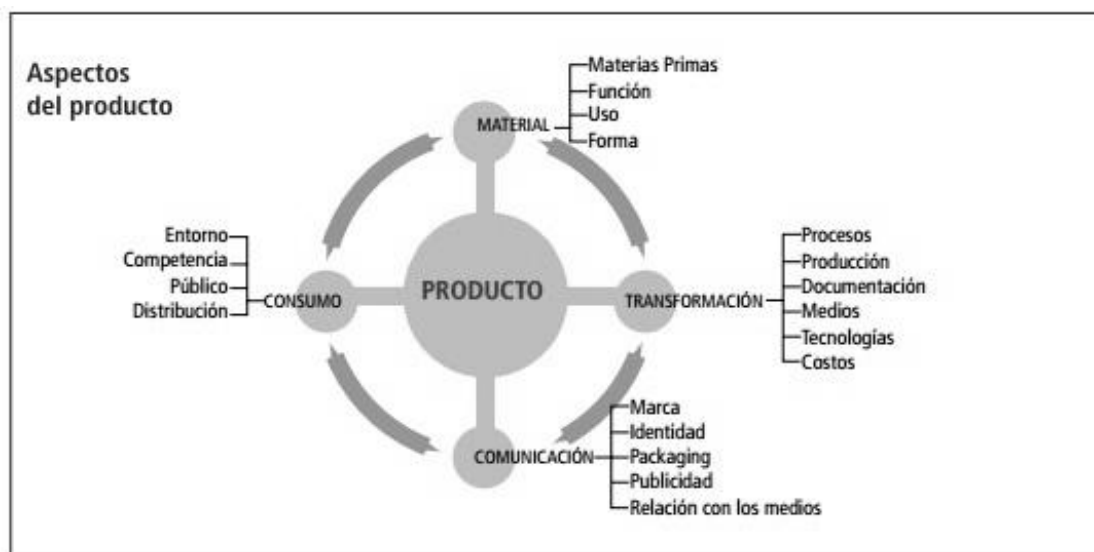 Aspectos
del producto
MATERIAL
Materias Primas
Función
Uso
Forma
PRODUCTO
CONSUMO
Entorno
Competencia
Público
Distribución
TRANSFORMACIÓN
Procesos
Producción
Documentación
Medios
Tecnologías
Costos
COMUNICACIÓN
Marca
Identidad
Packaging
Publicidad
Relación con los medios